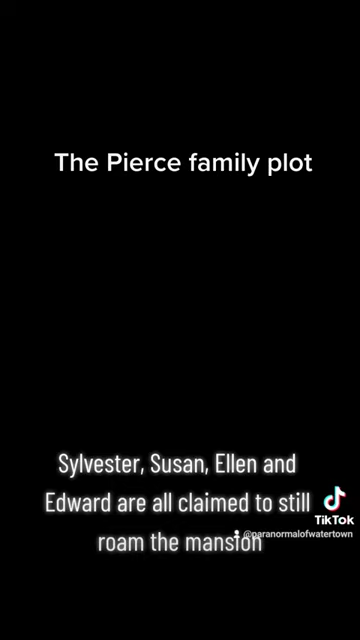 The Pierce family plot
Sylvester, Susan, Ellen and
Edward are all claimed to still
roam the mansion
TikTok
@paranormalofwatertown